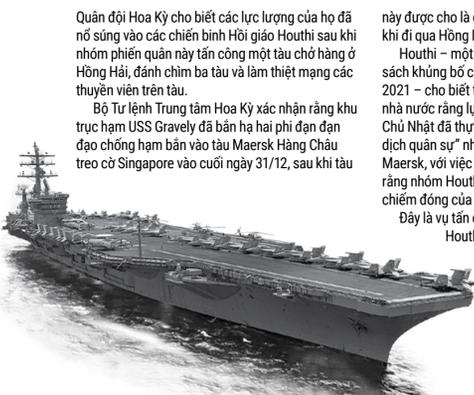 Quân đội Hoa Kỳ cho biết các lực lượng của họ đã
nổ súng vào các chiến binh Hồi giáo Houthi sau khi
nhóm phiến quân này tấn công một tàu chở hàng ở
Hồng Hải, đánh chìm ba tàu và làm thiệt mạng các
thuyền viên trên tàu.
Bộ Tư lệnh Trung tâm Hoa Kỳ xác nhận rằng khu
trục hạm USS Gravely đã bắn hạ hai phi đạn đạn
đạo chống hạm bắn vào tàu Maersk Hàng Châu
treo cờ Singapore vào cuối ngày 31/12, sau khi tàu
này được cho là
khi đi qua Hồng
Houthi – một
sách khủng bố
2021 – cho biết
nhà nước rằng
Chủ Nhật đã
dịch quân sự”
Maersk, với việc
rằng nhóm
chiếm đóng của
Đây là vụ tấn